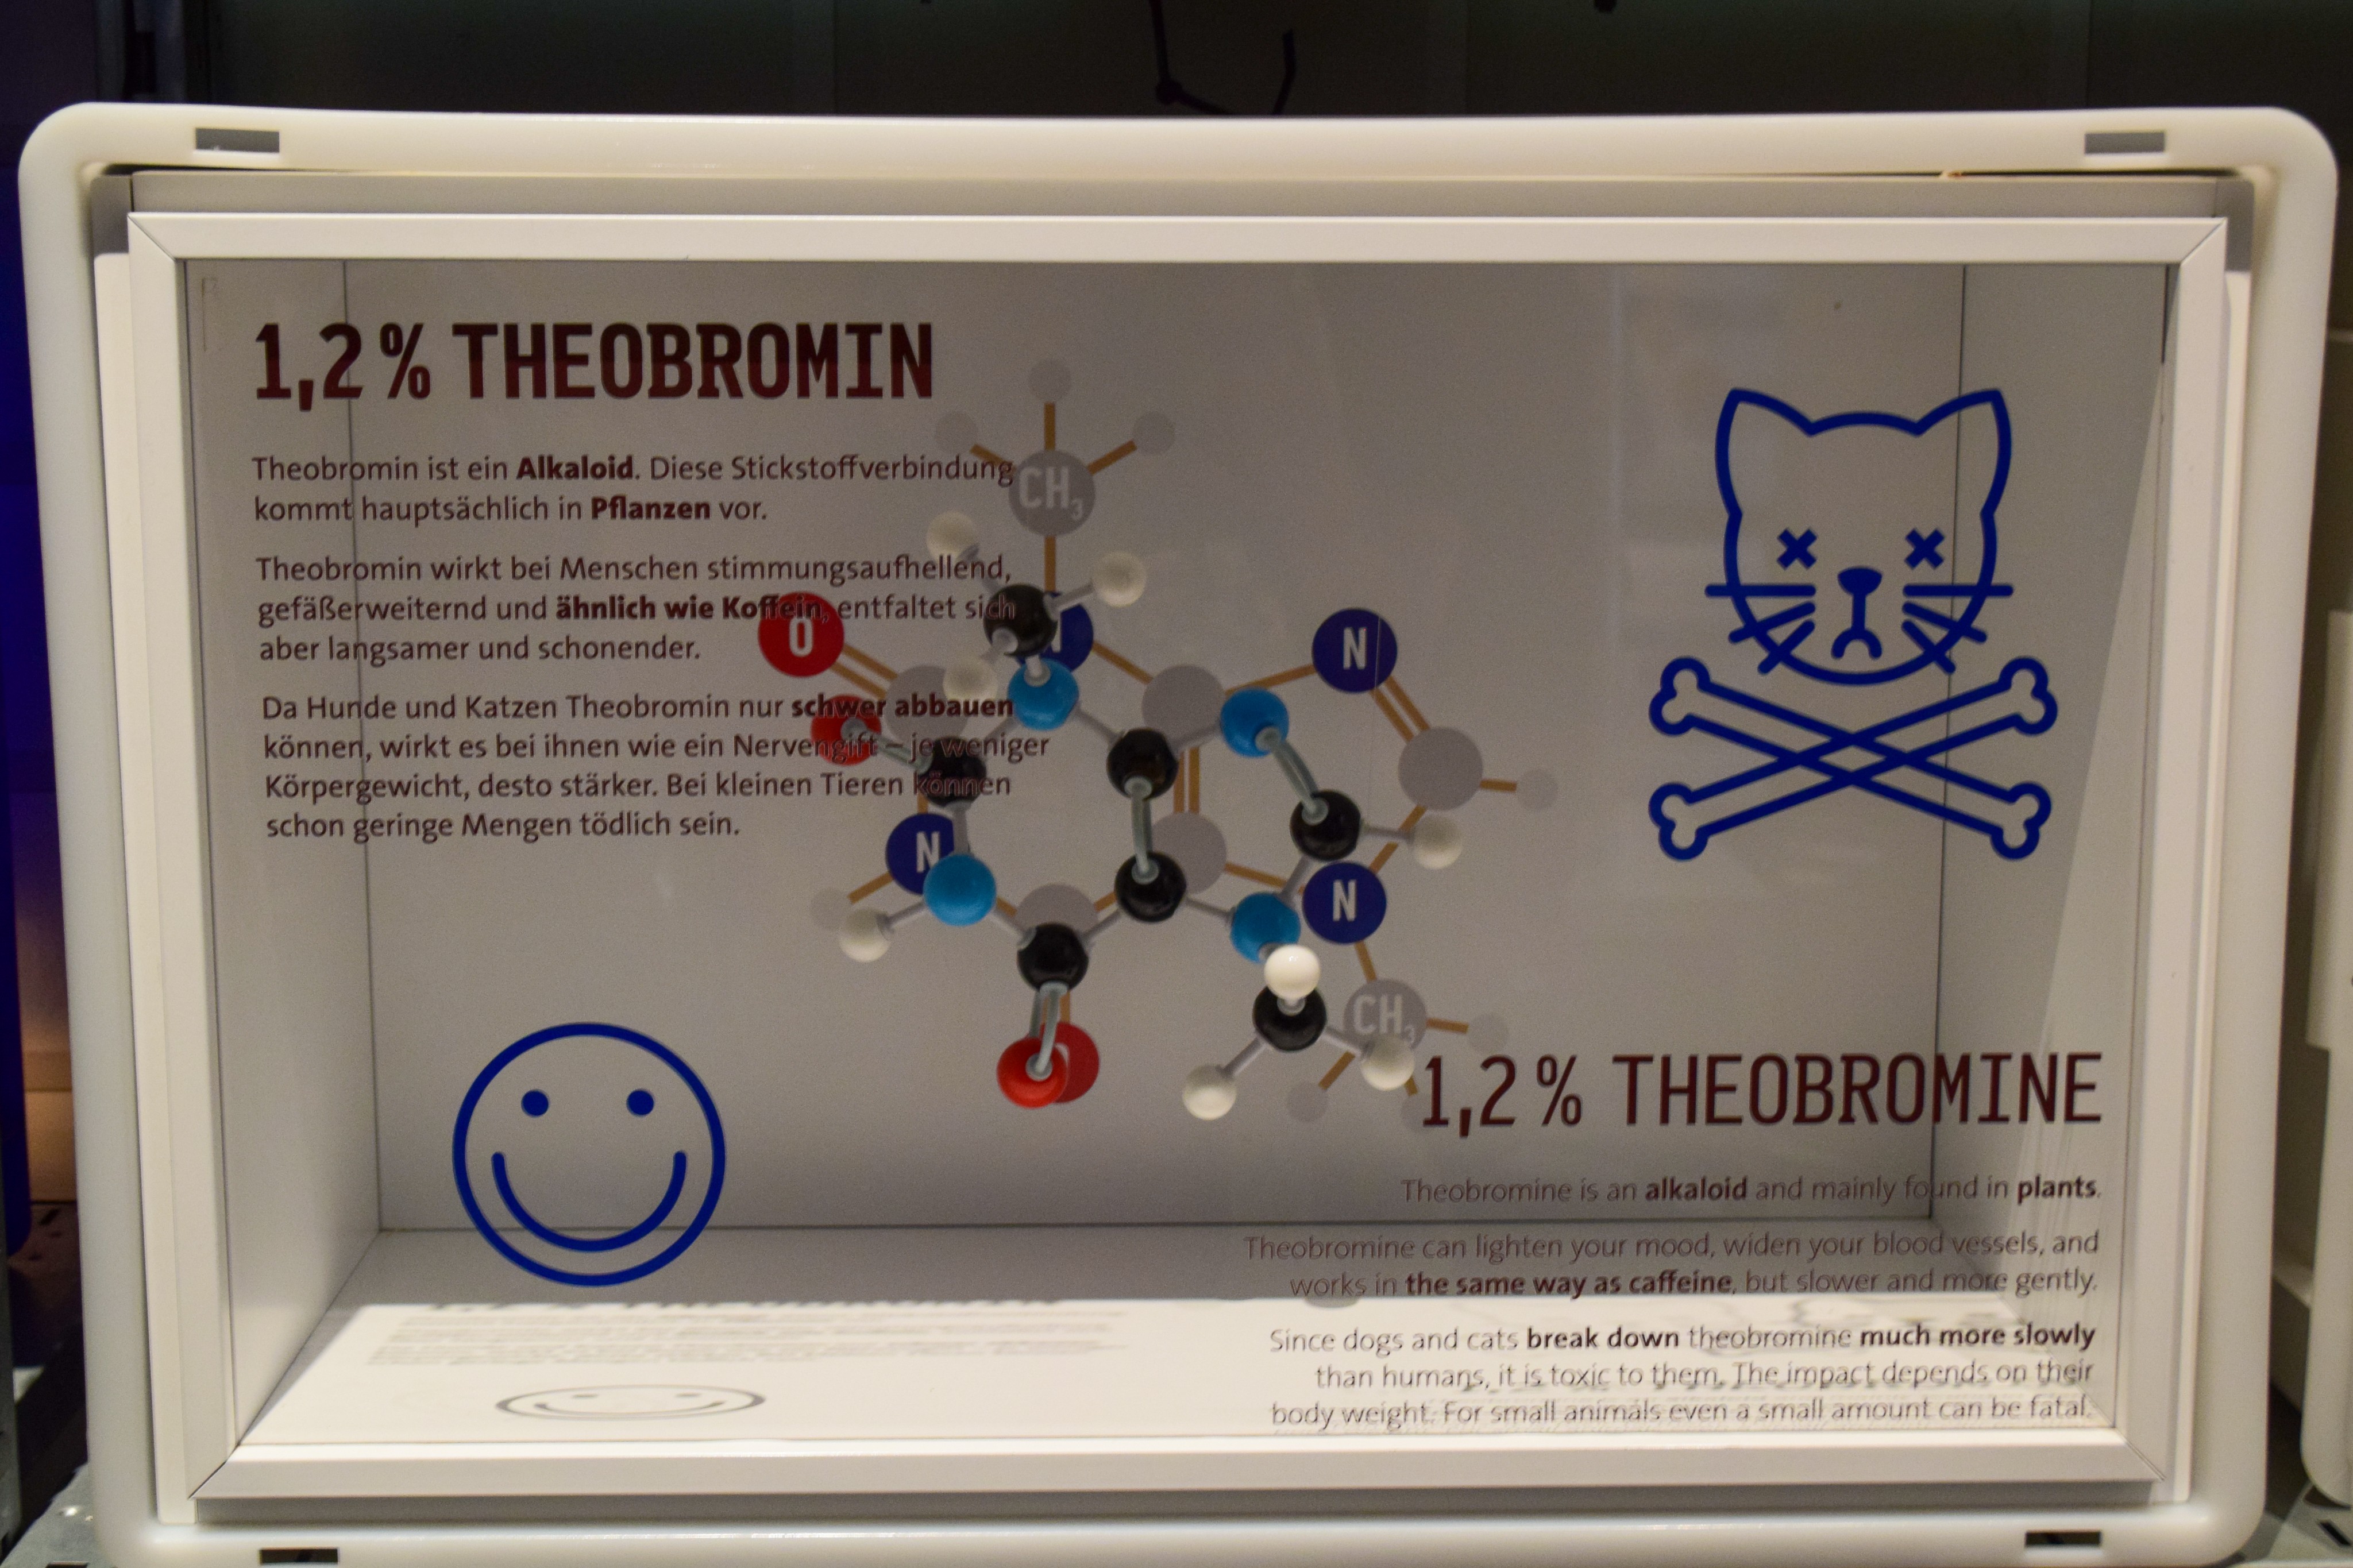 1,2 % THEOBROMIN
Theobromin ist ein Alkaloid. Diese Stickstoffverbindung
kommt hauptsächlich in Pflanzen vor.
Theobromin wirkt bei Menschen stimmungsaufhellend,
gefäßerweiternd und ähnlich wie Koffein, entfaltet sich
aber langsamer und schonender.
Da Hunde und Katzen Theobromin nur schwer abbauen
können, wirkt es bei ihnen wie ein Nervengift – je weniger
Körpergewicht, desto stärker. Bei kleinen Tieren können
schon geringe Mengen tödlich sein.
CH₃
O
N
N
N
N
CH₃
1,2 % THEOBROMINE
Theobromine is an alkaloid and mainly found in plants.
Theobromine can lighten your mood, widen your blood vessels, and
works in the same way as caffeine, but slower and more gently.
Since dogs and cats break down theobromine much more slowly
than humans, it is toxic to them. The impact depends on their
body weight. For small animals even a small amount can be fatal.